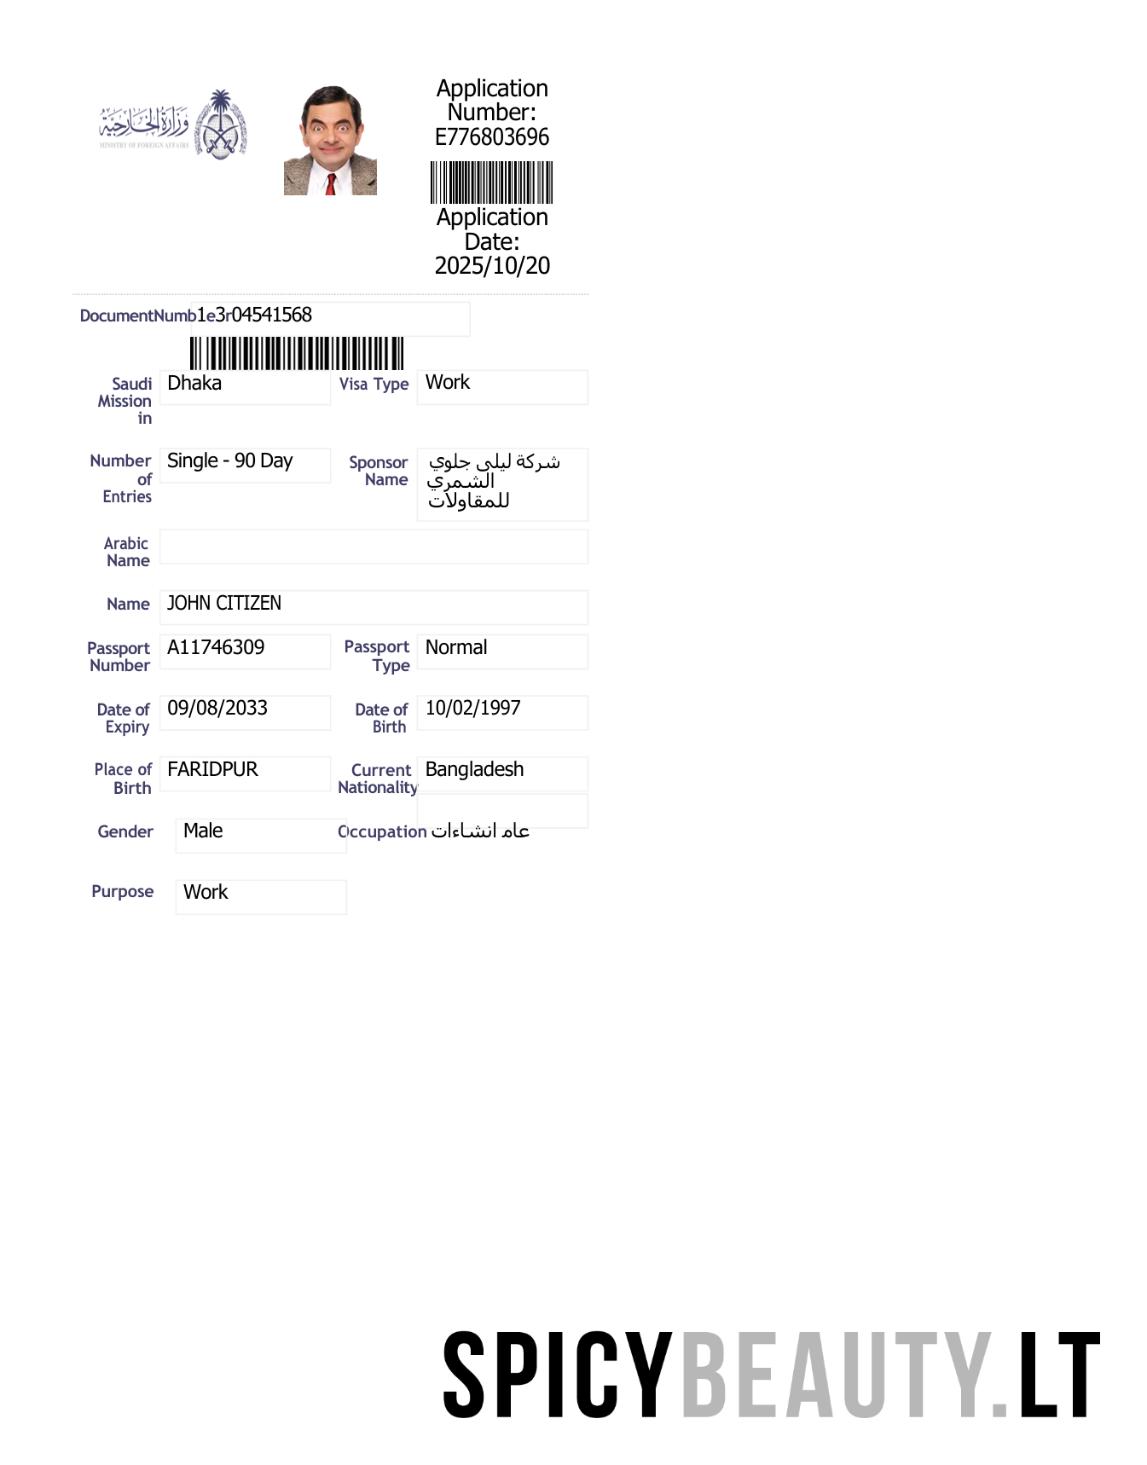 وزارة الخارجية
MINISTRY OF FOREIGN AFFAIRS
Application
Number:
E776803696
Application
Date:
2025/10/20
DocumentNumb1e3r04541568
Saudi Mission in Dhaka Visa Type Work
Number of Entries Single - 90 Day Sponsor Name شركة ليلى جلوي
الشمري
للمقاولات
Arabic Name
Name JOHN CITIZEN
Passport Number A11746309 Passport Type Normal
Date of Expiry 09/08/2033 Date of Birth 10/02/1997
Place of Birth FARIDPUR Current Nationality Bangladesh
Gender Male Occupation عام انشاءات
Purpose Work
SPICYBEAUTY.LT